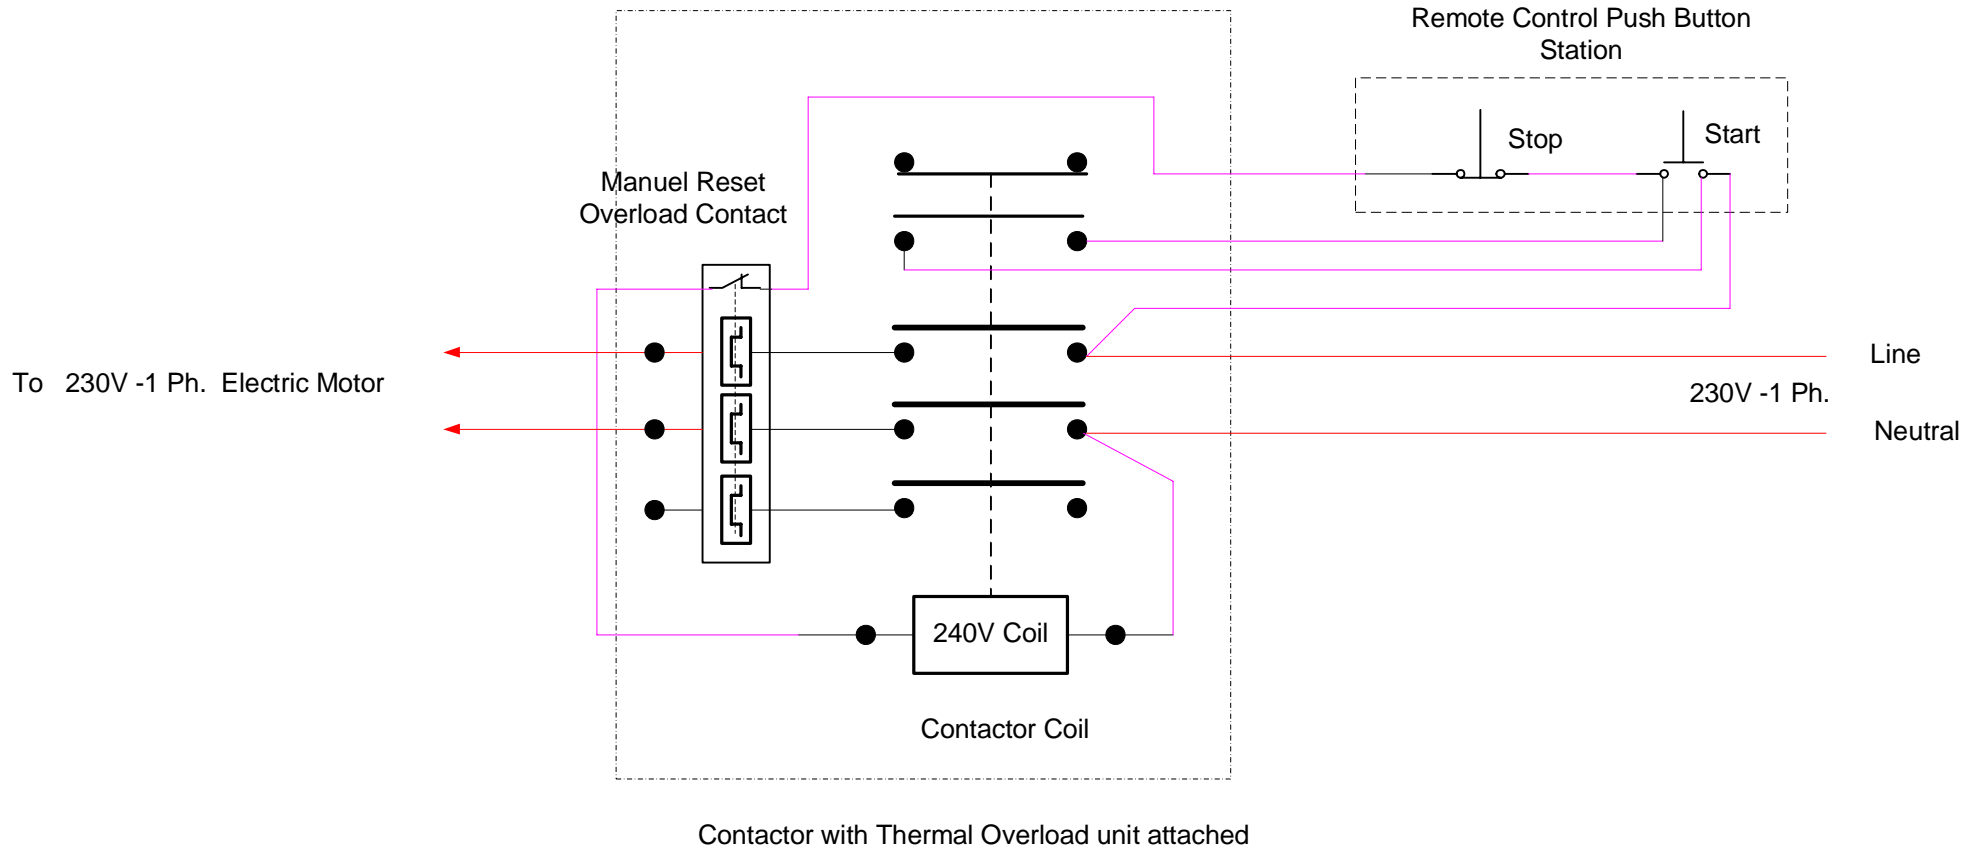 Remote Control Push Button
Station
Stop
Start
Manuel Reset
Overload Contact
To 230V -1 Ph. Electric Motor
Line
230V -1 Ph.
Neutral
240V Coil
Contactor Coil
Contactor with Thermal Overload unit attached